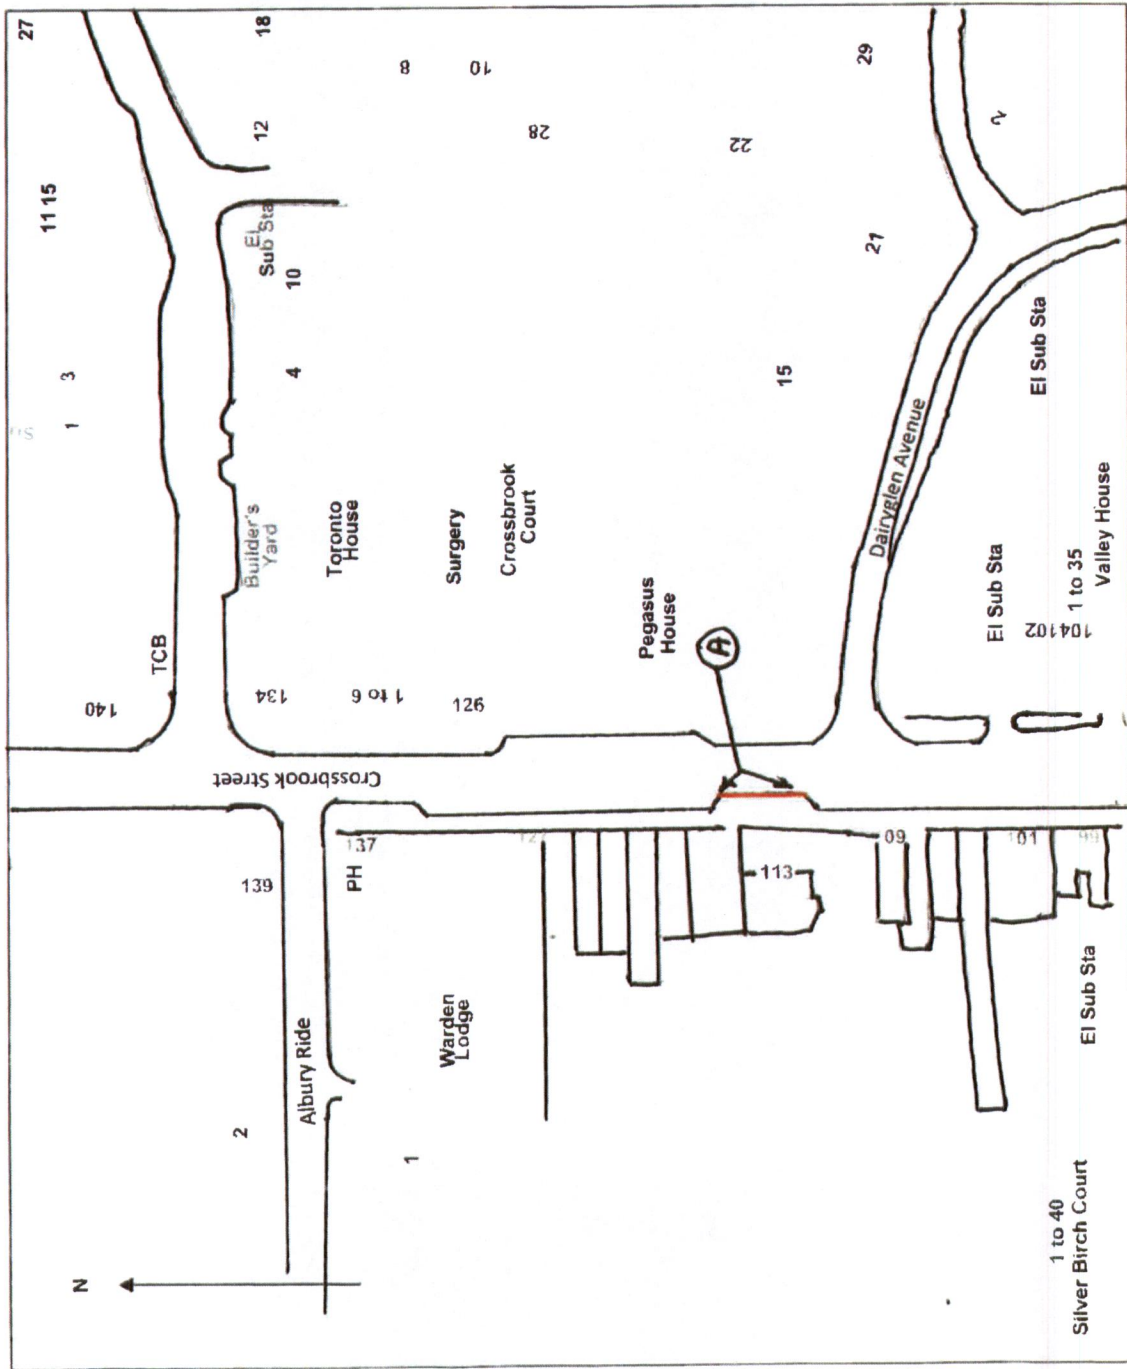 27
18
8
10
29
12
28
22
2
11 15
El
Sub Sta
21
10
3
4
15
El Sub Sta
1
Dairyglen Avenue
Builder's
Yard
Toronto
House
Surgery
Crossbrook
Court
El Sub Sta
1 to 35
Valley House
TCB
Pegasus
House
A
104102
140
134
1 to 6
126
Crossbrook Street
139
137
PH
113
09
101
99
Albury Ride
Warden
Lodge
El Sub Sta
2
1
1 to 40
Silver Birch Court
N